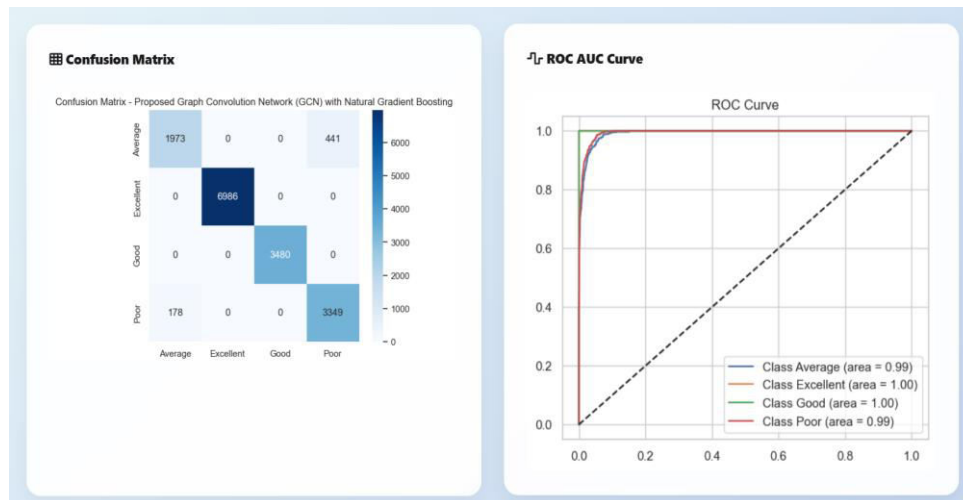 Confusion Matrix
Confusion Matrix - Proposed Graph Convolution Network (GCN) with Natural Gradient Boosting
Average
1973 0 0 441
Excellent
0 6986 0 0
Good
0 0 3480 0
Poor
178 0 0 3349
Average Excellent Good Poor
6000
5000
4000
3000
2000
1000
0
ROC AUC Curve
ROC Curve
1.0
0.8
0.6
0.4
0.2
0.0
Class Average (area = 0.99)
Class Excellent (area = 1.00)
Class Good (area = 1.00)
Class Poor (area = 0.99)
0.0 0.2 0.4 0.6 0.8 1.0